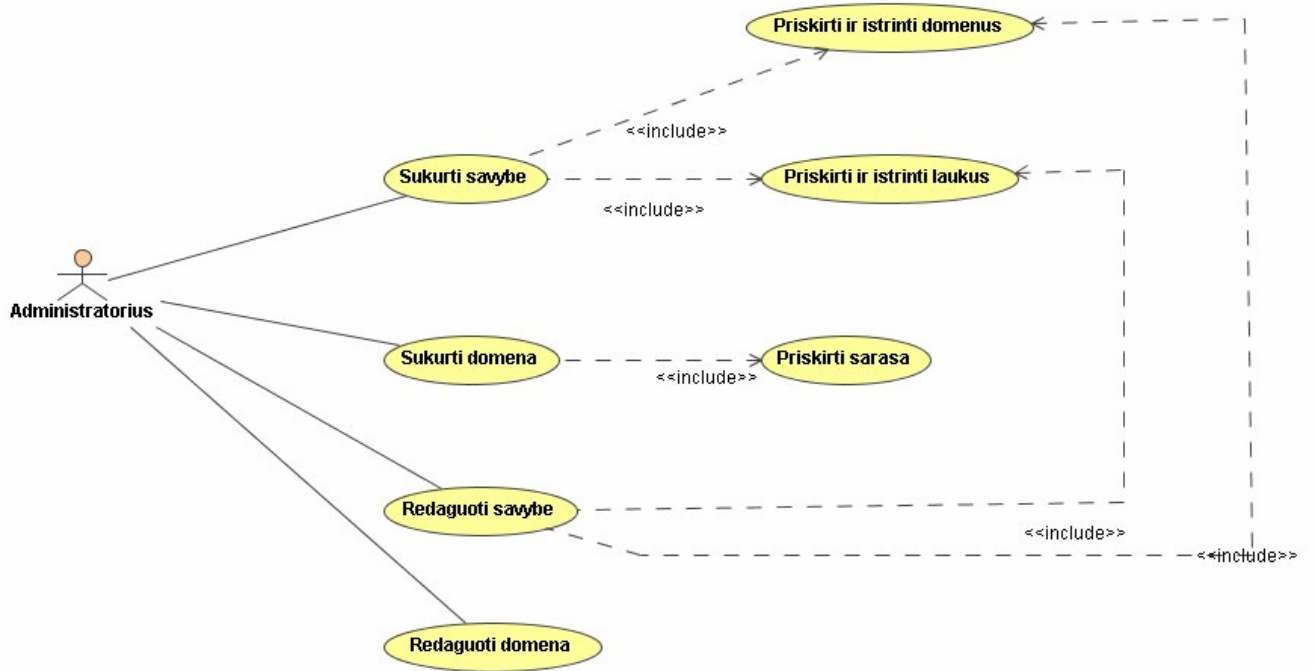 Priskirti ir istrinti domenus
<<include>>
Sukurti savybe
Priskirti ir istrinti laukus
<<include>>
Administratorius
Sukurti domena
Priskirti sarasa
<<include>>
Redaguoti savybe
<<include>>
<<include>>
Redaguoti domena